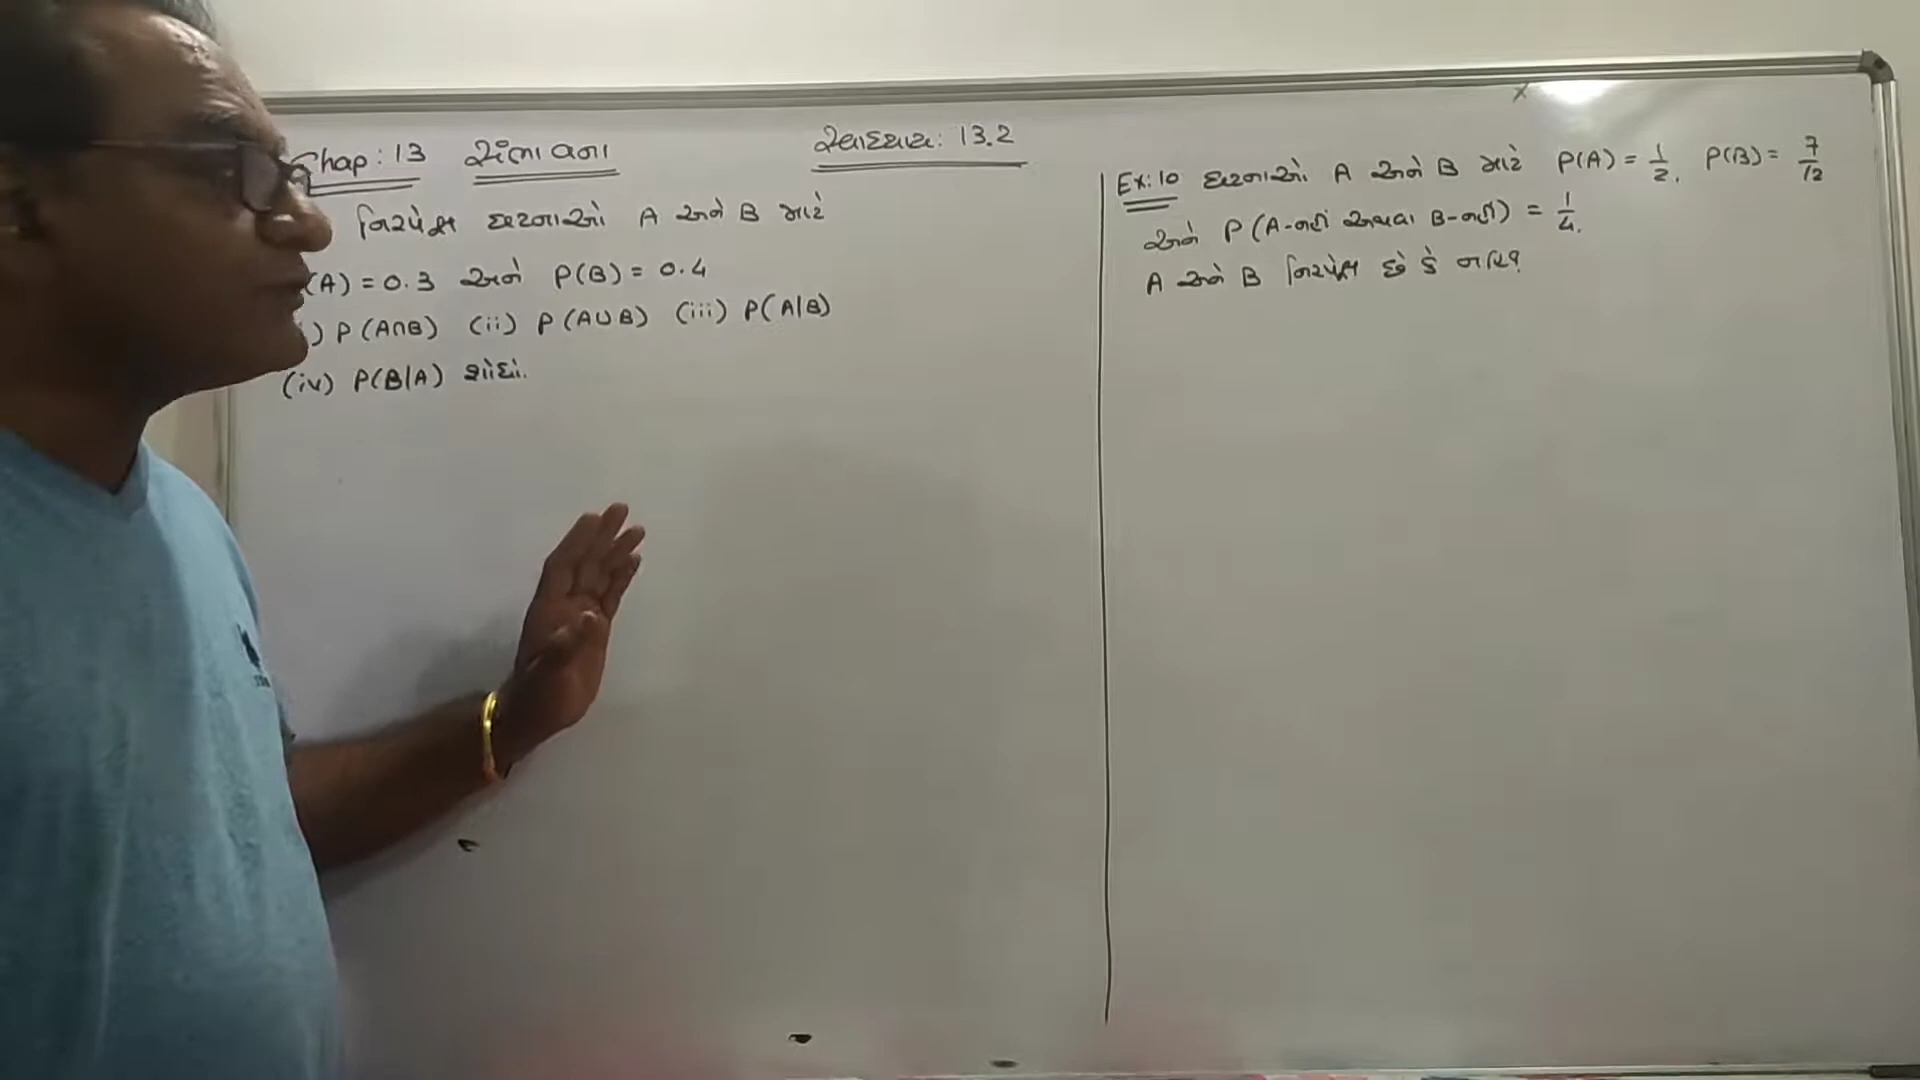 Chap: 13 સંભાવના
સ્વાધ્યાય: 13.2
નિરપેક્ષ ઘટનાઓ A અને B માટે
(A) = 0.3 અને P(B) = 0.4
) P(A∩B) (ii) P(A∪B) (iii) P(A|B)
(iv) P(B|A) શોધો.
Ex: 10 ઘટનાઓ A અને B માટે P(A) = 1/2, P(B) = 7/12
અને P(A-નહીં અથવા B-નહીં) = 1/4.
A અને B નિરપેક્ષ છે કે નહિ?